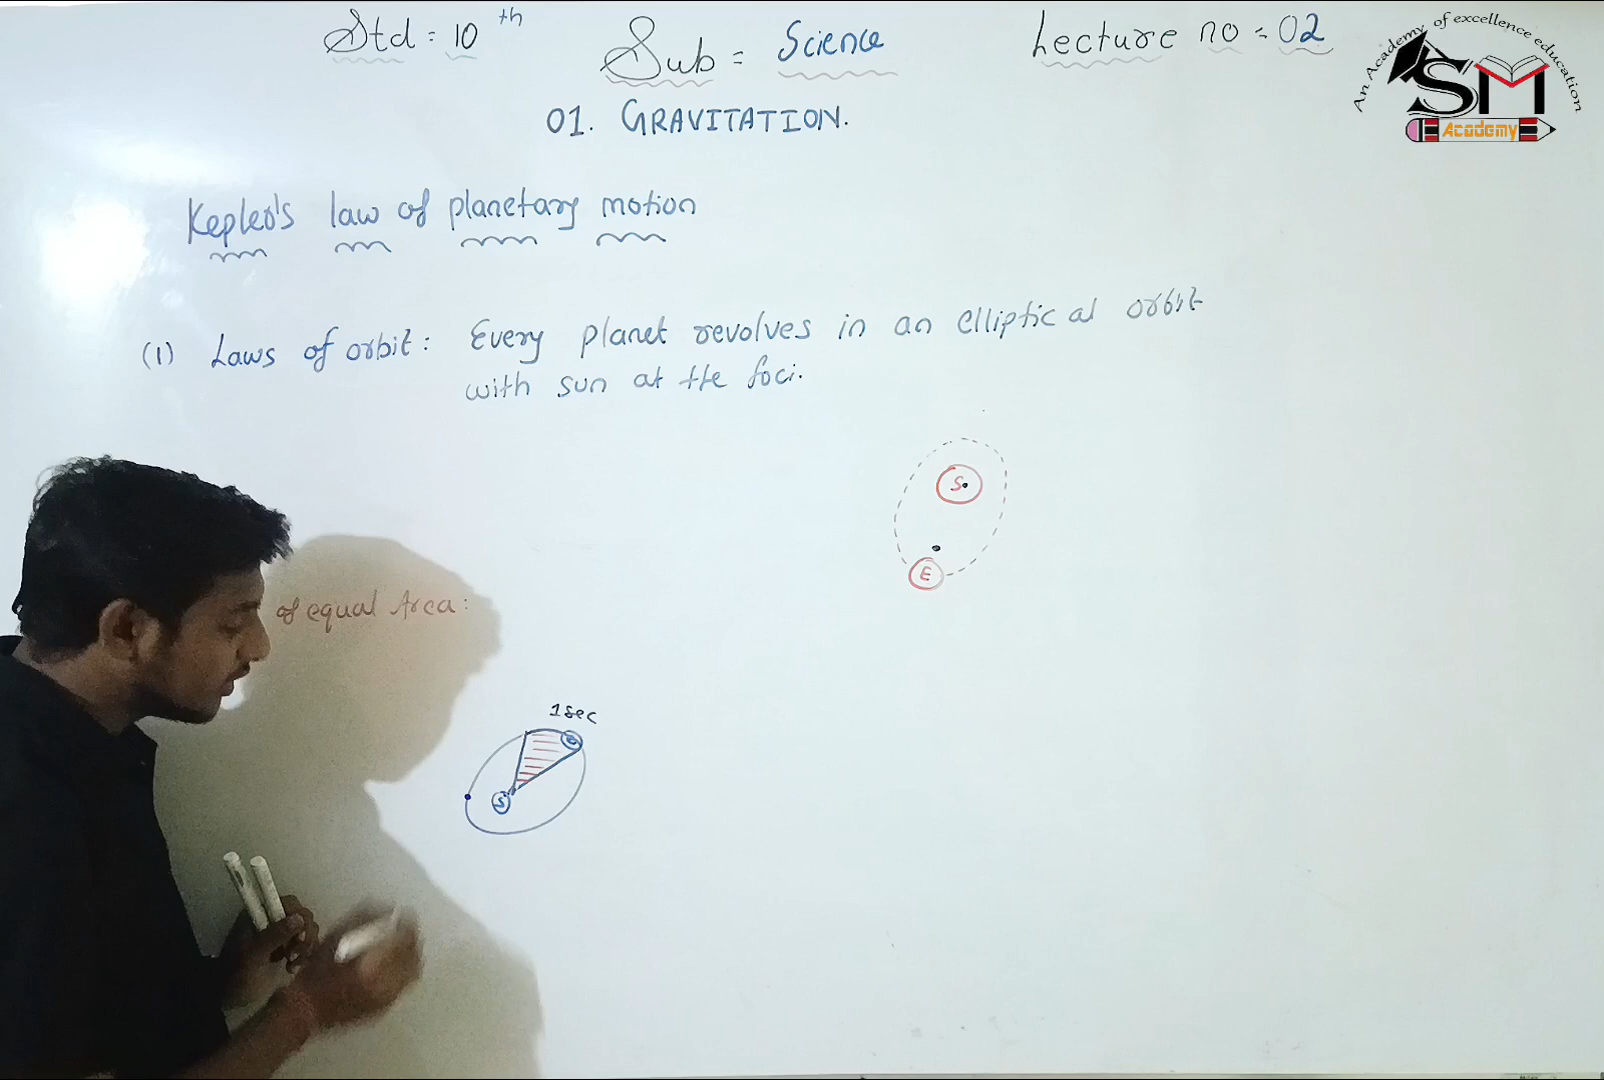 Std = 10th
Sub = Science
Lecture no = 02
An Academy of excellence education
SM
Academy
01. GRAVITATION.
Kepler's law of planetary motion
(1) Laws of orbit: Every planet revolves in an elliptical orbit
with sun at the foci.
S
E
of equal Area:
1 sec
S